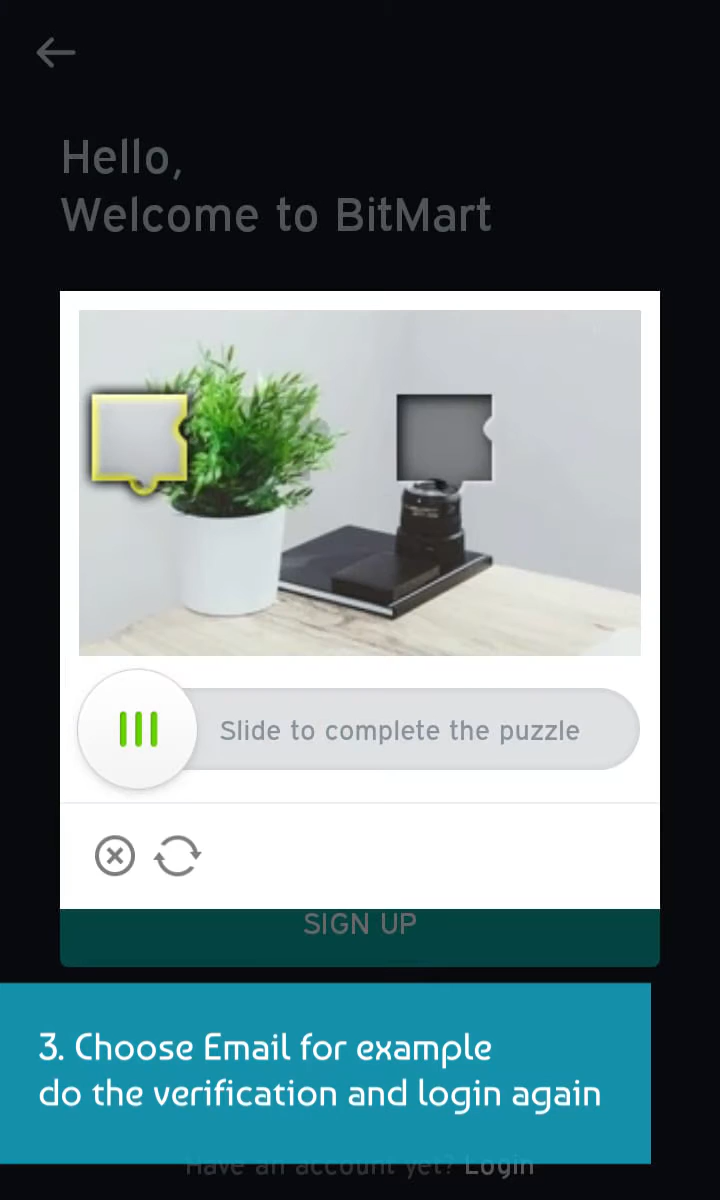 Hello,
Welcome to BitMart
Slide to complete the puzzle
SIGN UP
3. Choose Email for example
do the verification and login again
Have an account yet? Login